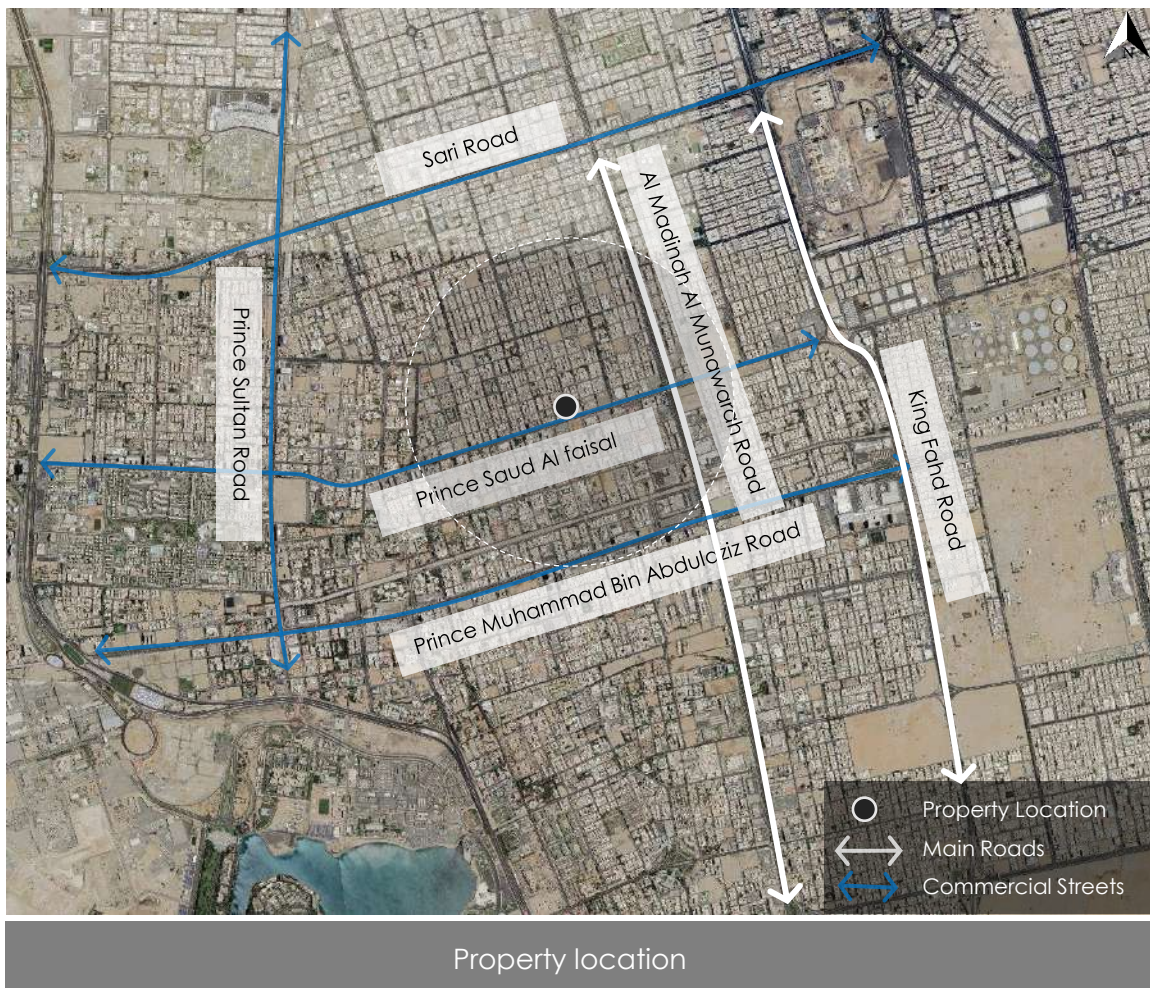 N
Sari Road
Al Madinah Al Munawarah Road
Prince Sultan Road
King Fahd Road
Prince Saud Al faisal
Prince Muhammad Bin Abdulaziz Road
Property Location
Main Roads
Commercial Streets
Property location